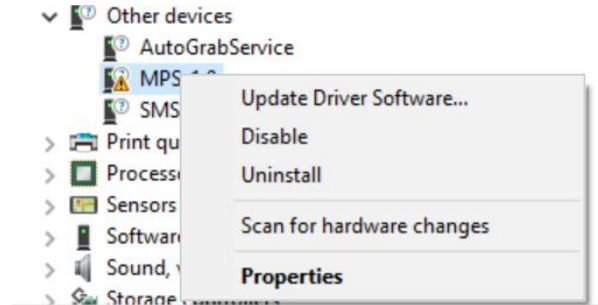 Other devices
AutoGrabService
MPS
SMS
Update Driver Software...
Disable
Uninstall
Scan for hardware changes
Properties
Print qu
Process
Sensors
Softwar
Sound,
Storage